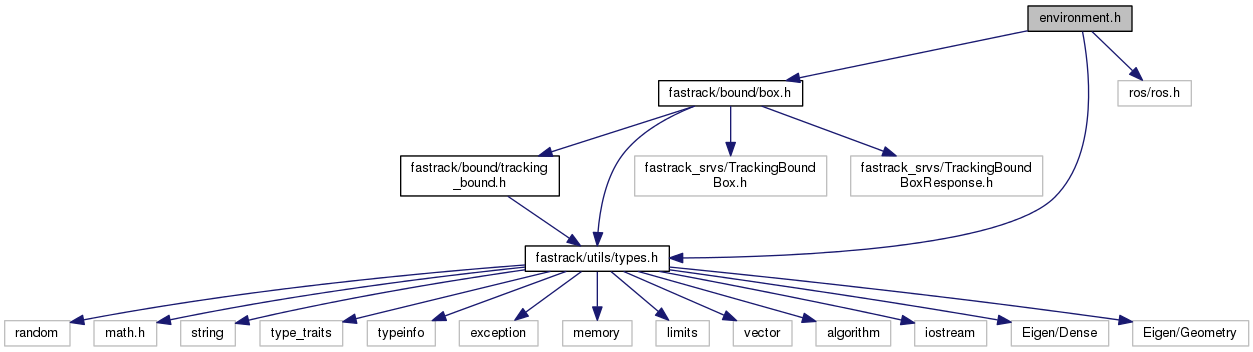 environment.h
fastrack/bound/box.h
ros/ros.h
fastrack/bound/tracking
_bound.h
fastrack_srvs/TrackingBound
Box.h
fastrack_srvs/TrackingBound
BoxResponse.h
fastrack/utils/types.h
random
math.h
string
type_traits
typeinfo
exception
memory
limits
vector
algorithm
iostream
Eigen/Dense
Eigen/Geometry